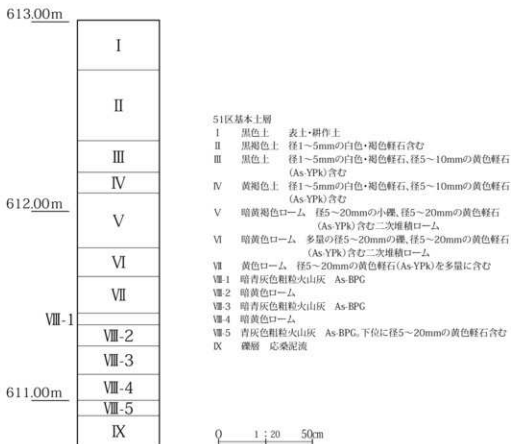 613.00m
Ⅰ
Ⅱ
Ⅲ
Ⅳ
612.00m
Ⅴ
Ⅵ
Ⅶ
Ⅷ-1
Ⅷ-2
Ⅷ-3
Ⅷ-4
611.00m
Ⅷ-5
Ⅸ
51区基本土層
Ⅰ 黒色土 表土・耕作土
Ⅱ 黒褐色土 径1~5mmの白色・褐色軽石含む
Ⅲ 黒色土 径1~5mmの白色・褐色軽石、径5~10mmの黄色軽石
(As-YPk)含む
Ⅳ 黄褐色土 径1~5mmの白色・褐色軽石、径5~10mmの黄色軽石
(As-YPk)含む
Ⅴ 暗黄褐色ローム 径5~20mmの小礫、径5~20mmの黄色軽石
(As-YPk)含む二次堆積ローム
Ⅵ 暗黄色ローム 多量の径5~20mmの礫、径5~20mmの黄色軽石
(As-YPk)含む二次堆積ローム
Ⅶ 黄色ローム 径5~20mmの黄色軽石(As-YPk)を多量に含む
Ⅷ-1 暗青灰色粗粒火山灰 As-BPG
Ⅷ-2 暗黄色ローム
Ⅷ-3 暗青灰色粗粒火山灰 As-BPG
Ⅷ-4 暗黄色ローム
Ⅷ-5 青灰色粗粒火山灰 As-BPG。下位に径5~20mmの黄色軽石含む
Ⅸ 礫層 応桑泥流
0 1:20 50cm